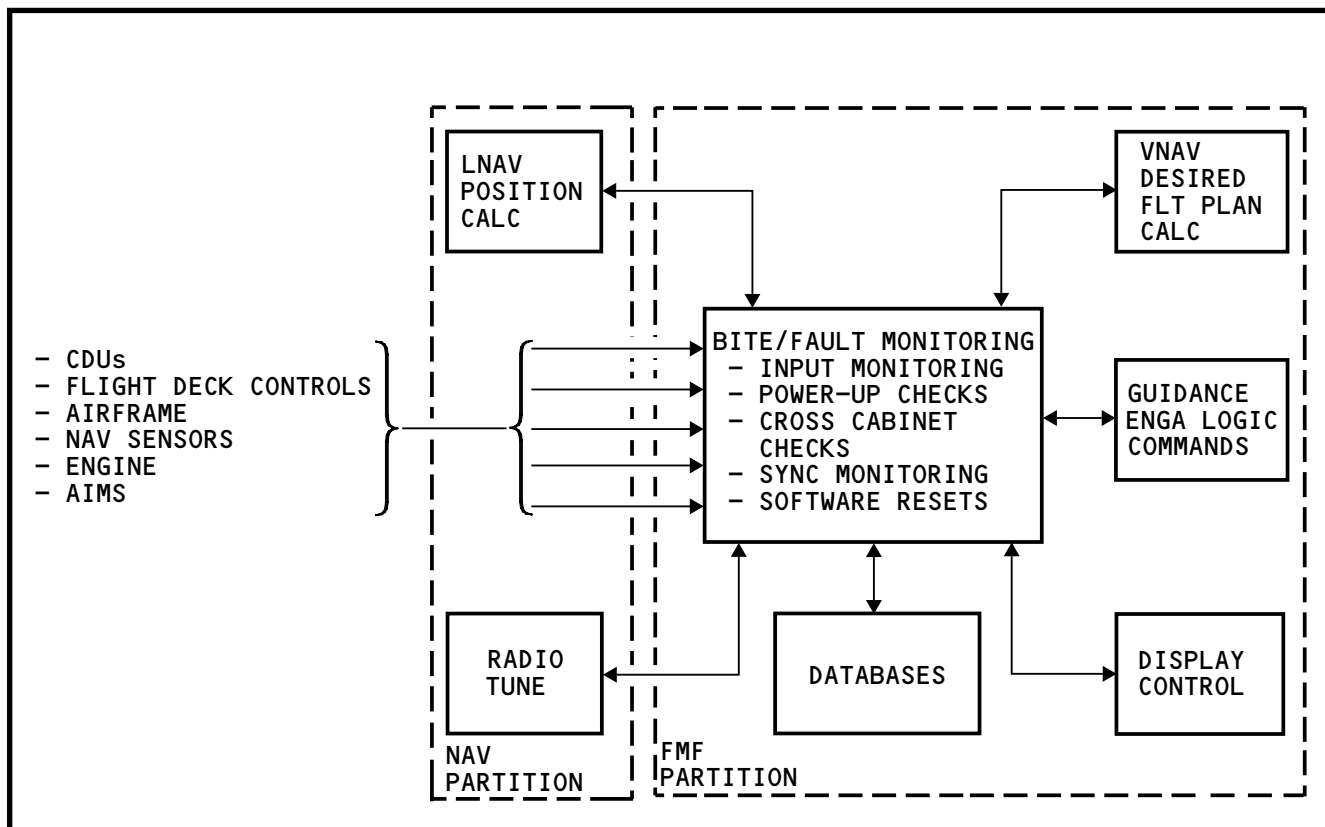 LNAV
POSITION
CALC
VNAV
DESIRED
FLT PLAN
CALC
- CDUs
- FLIGHT DECK CONTROLS
- AIRFRAME
- NAV SENSORS
- ENGINE
- AIMS
BITE/FAULT MONITORING
- INPUT MONITORING
- POWER-UP CHECKS
- CROSS CABINET
CHECKS
- SYNC MONITORING
- SOFTWARE RESETS
GUIDANCE
ENGA LOGIC
COMMANDS
RADIO
TUNE
DATABASES
DISPLAY
CONTROL
NAV
PARTITION
FMF
PARTITION